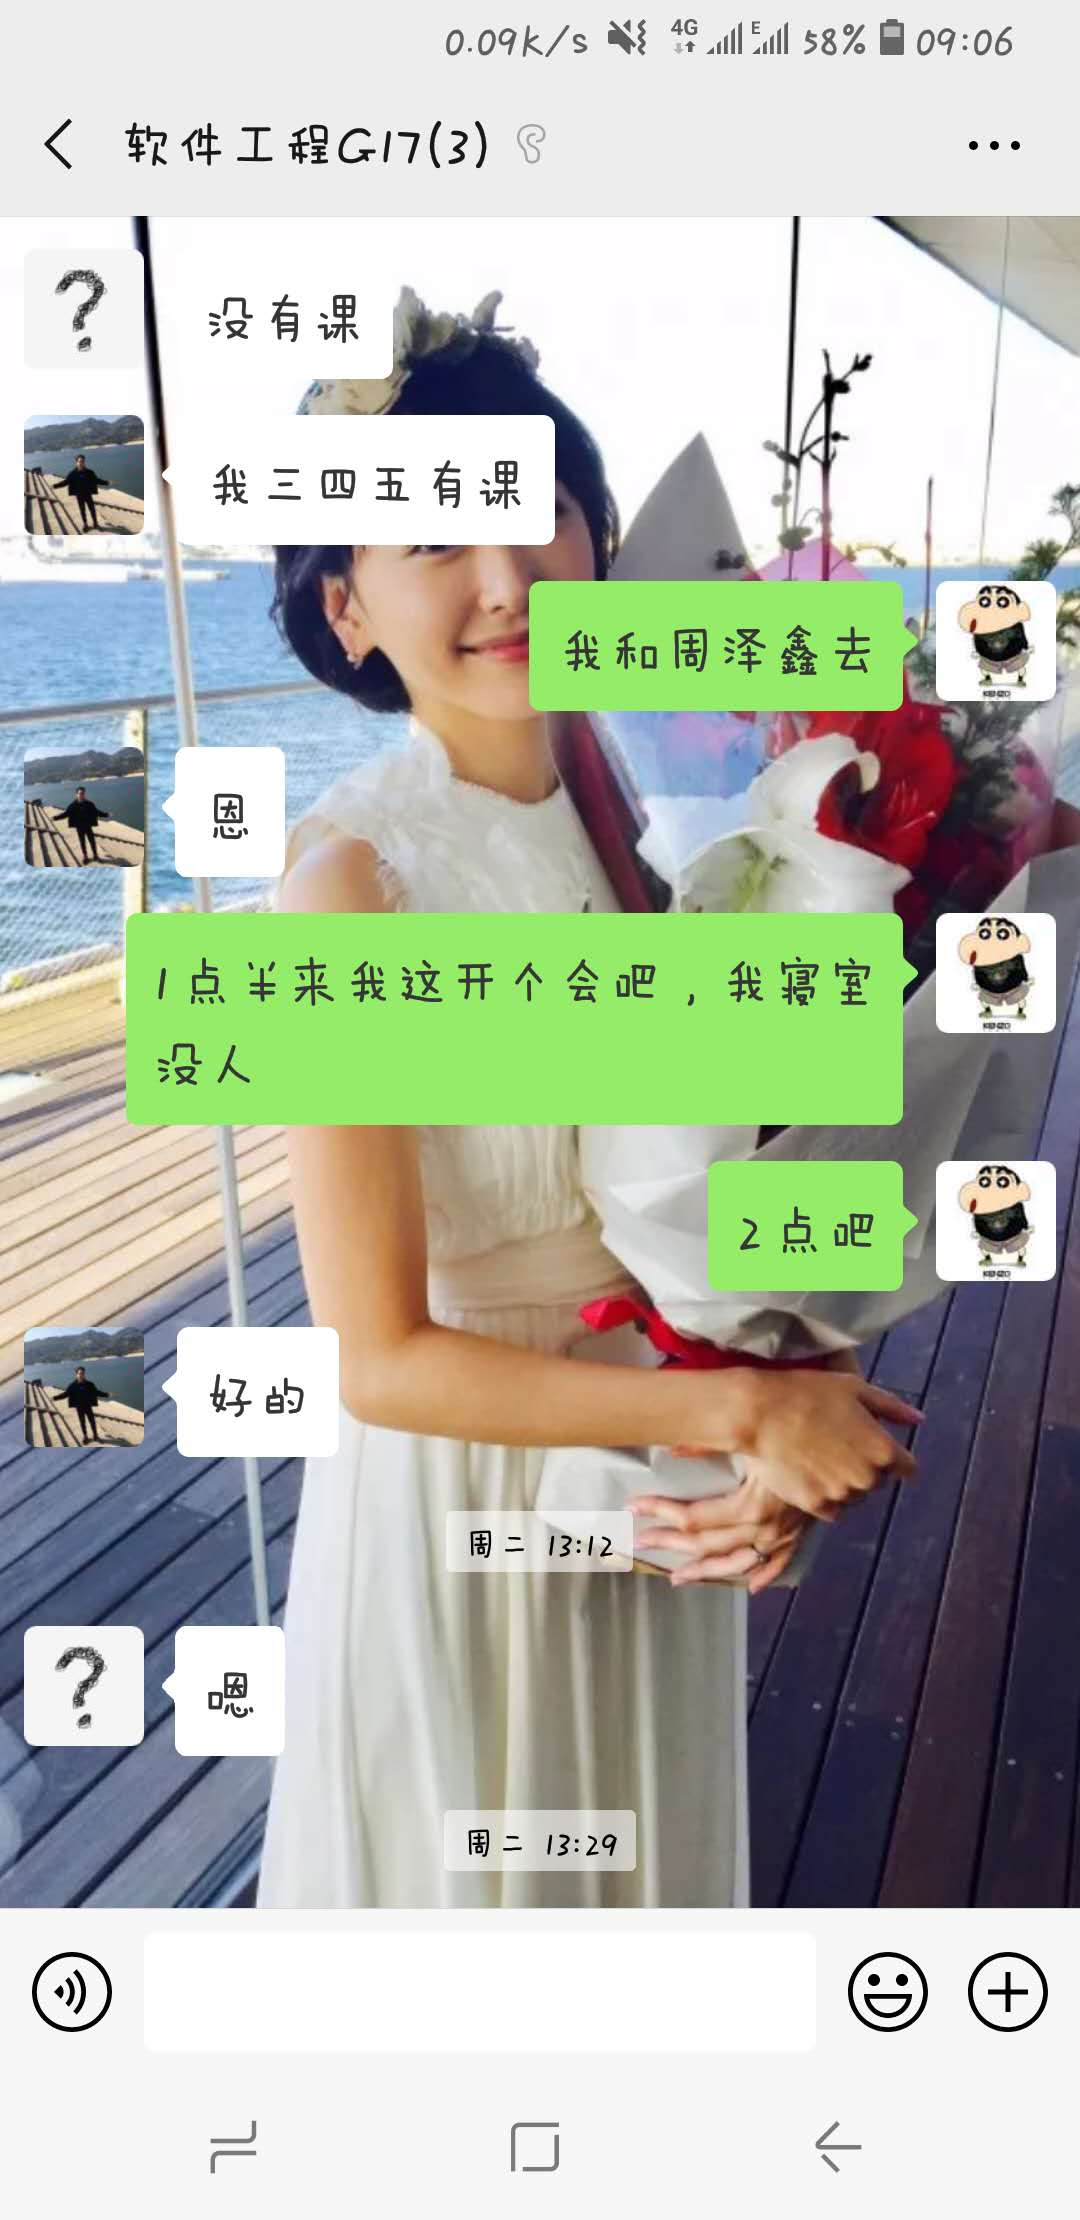 0.09K/s 4G E 58% 09:06
软件工程G17(3)
?
没有课
我三四五有课
我和周泽鑫去
KENZO
恩
1点半来我这开个会吧，我寝室
没人
KENZO
2点吧
KENZO
好的
周二 13:12
?
嗯
周二 13:29